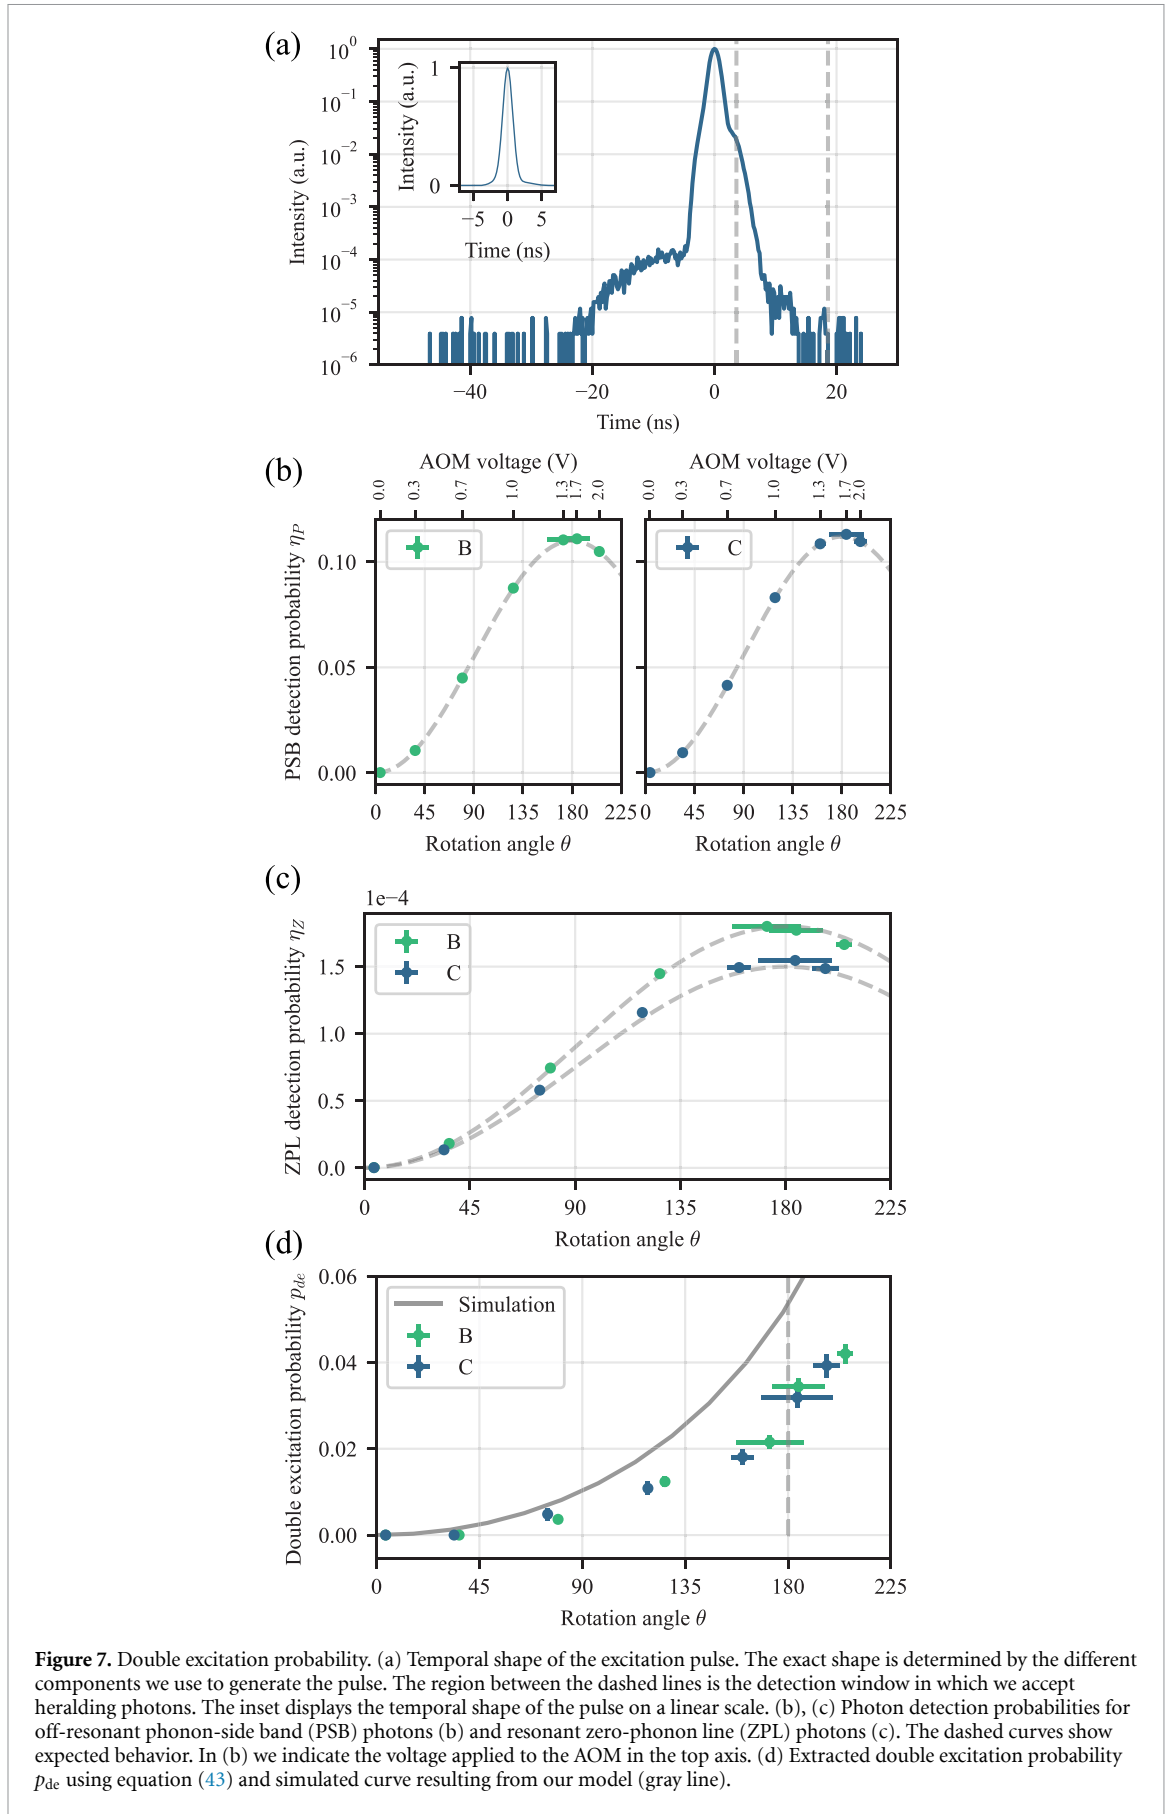 (a)
10⁰
10⁻¹
10⁻²
10⁻³
10⁻⁴
10⁻⁵
10⁻⁶
Intensity (a.u.)
1
0
Intensity (a.u.)
−5 0 5
Time (ns)
−40 −20 0 20
Time (ns)
(b)
AOM voltage (V) AOM voltage (V)
0.0 0.3 0.7 1.0 1.3 1.7 2.0 0.0 0.3 0.7 1.0 1.3 1.7 2.0
B C
0.10
0.05
0.00
PSB detection probability ηP
0 45 90 135 180 225 0 45 90 135 180 225
Rotation angle θ Rotation angle θ
(c)
1e−4
B
C
1.5
1.0
0.5
0.0
ZPL detection probability ηZ
0 45 90 135 180 225
Rotation angle θ
(d)
0.06
0.04
0.02
0.00
Double excitation probability pde
Simulation
B
C
0 45 90 135 180 225
Rotation angle θ
Figure 7. Double excitation probability. (a) Temporal shape of the excitation pulse. The exact shape is determined by the different
components we use to generate the pulse. The region between the dashed lines is the detection window in which we accept
heralding photons. The inset displays the temporal shape of the pulse on a linear scale. (b), (c) Photon detection probabilities for
off-resonant phonon-side band (PSB) photons (b) and resonant zero-phonon line (ZPL) photons (c). The dashed curves show
expected behavior. In (b) we indicate the voltage applied to the AOM in the top axis. (d) Extracted double excitation probability
pde using equation (43) and simulated curve resulting from our model (gray line).